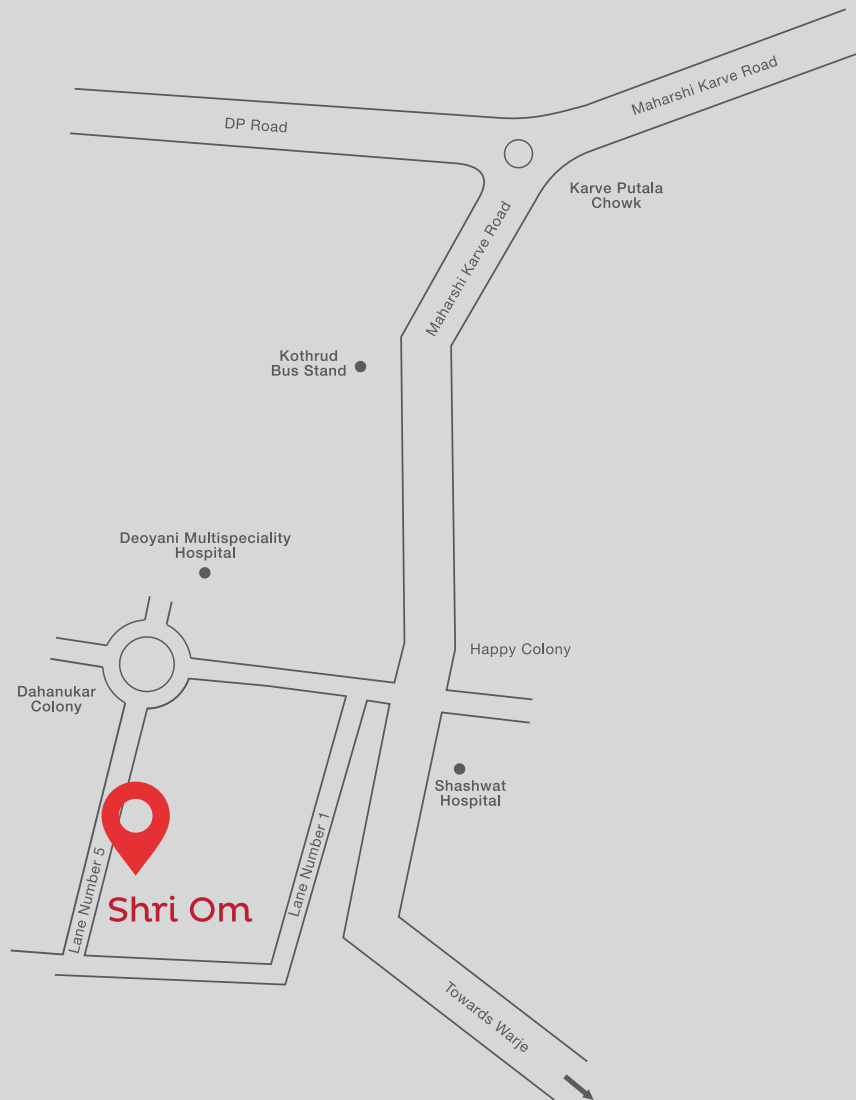 Maharshi Karve Road
DP Road
Karve Putala
Chowk
Maharshi Karve Road
Kothrud
Bus Stand
Deoyani Multispeciality
Hospital
Happy Colony
Dahanukar
Colony
Shashwat
Hospital
Lane Number 1
Lane Number 5
Shri Om
Towards Warje